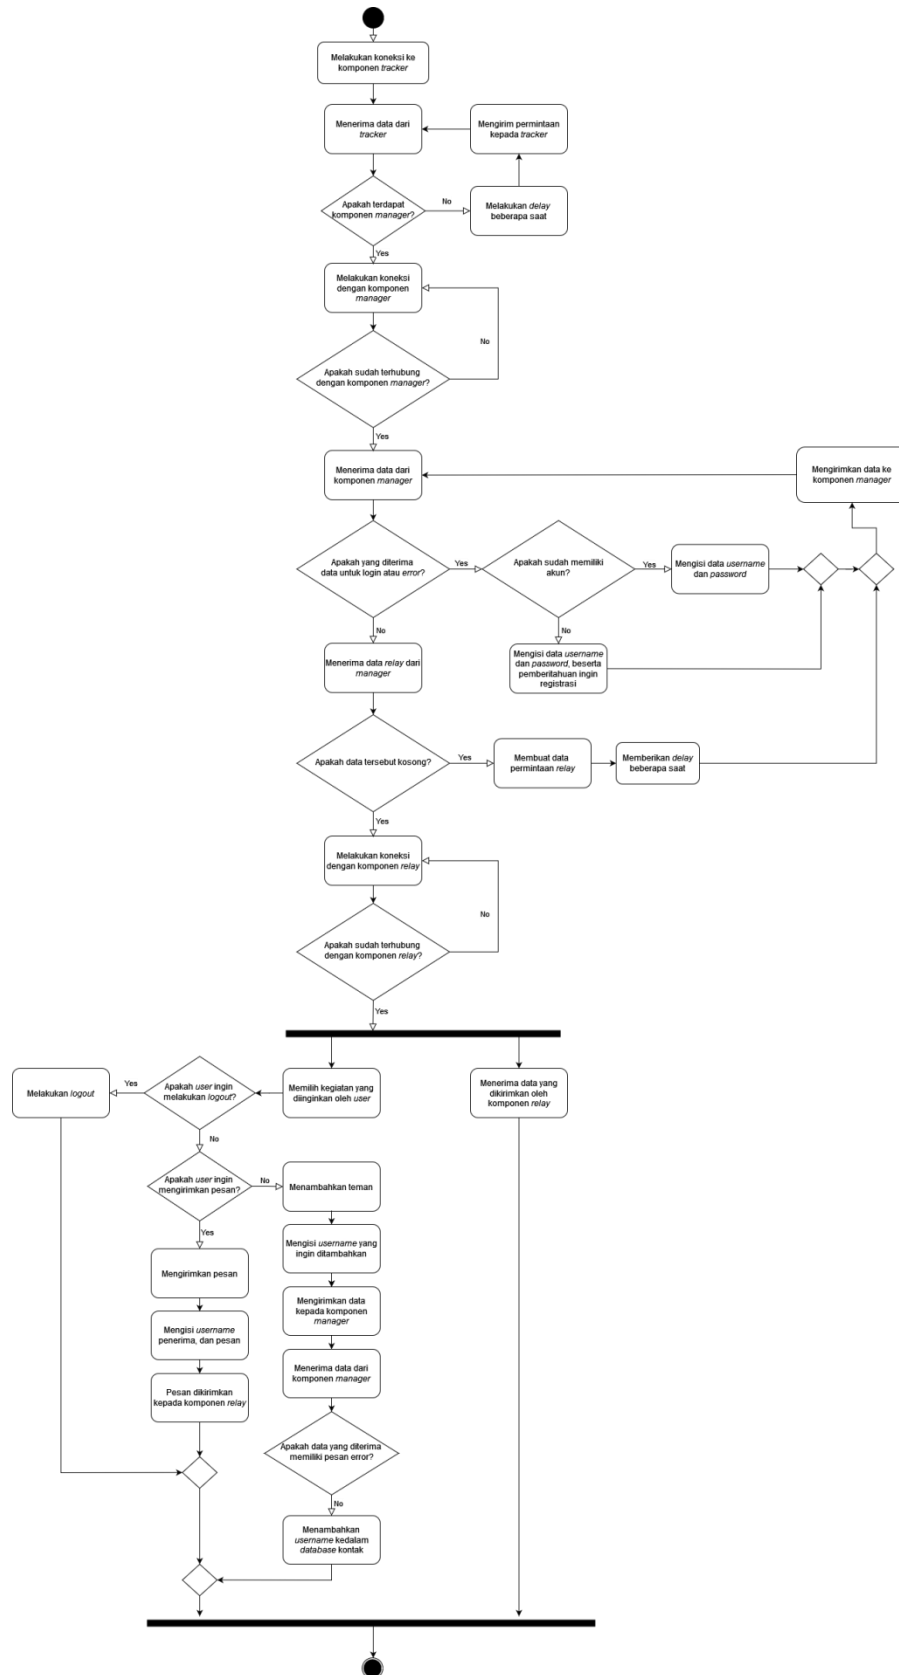 Melakukan koneksi ke
komponen tracker
Menerima data dari
tracker
Mengirim permintaan
kepada tracker
Apakah terdapat
komponen manager?
No
Melakukan delay
beberapa saat
Yes
Melakukan koneksi
dengan komponen
manager
No
Apakah sudah terhubung
dengan komponen manager?
Yes
Menerima data dari
komponen manager
Mengirimkan data ke
komponen manager
Apakah yang diterima
data untuk login atau error?
Yes
Apakah sudah memiliki
akun?
Yes
Mengisi data username
dan password
No
No
Mengisi data username
dan password, beserta
pemberitahuan ingin
registrasi
Menerima data relay dari
manager
Apakah data tersebut kosong?
Yes
Membuat data
permintaan relay
Memberikan delay
beberapa saat
Yes
Melakukan koneksi
dengan komponen relay
No
Apakah sudah terhubung
dengan komponen relay?
Yes
Melakukan logout
Yes
Apakah user ingin
melakukan logout?
Memilih kegiatan yang
diinginkan oleh user
Menerima data yang
dikirimkan oleh
komponen relay
No
Apakah user ingin
mengirimkan pesan?
No
Menambahkan teman
Yes
Mengisi username yang
ingin ditambahkan
Mengirimkan pesan
Mengirimkan data
kepada komponen
manager
Mengisi username
penerima, dan pesan
Menerima data dari
komponen manager
Pesan dikirimkan
kepada komponen relay
Apakah data yang diterima
memiliki pesan error?
No
Menambahkan
username kedalam
database kontak